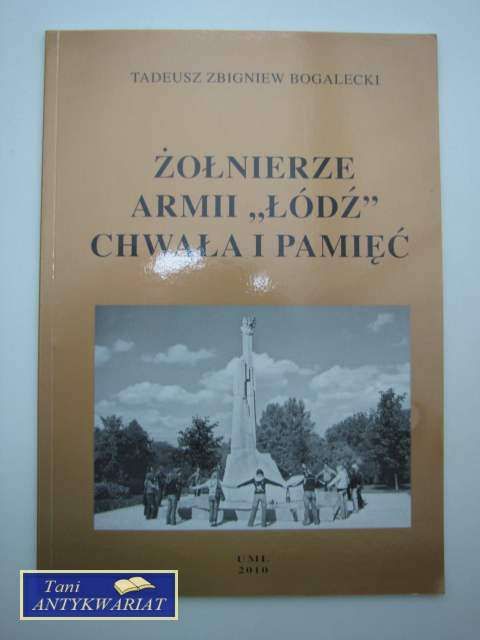 TADEUSZ ZBIGNIEW BOGALECKI
ŻOŁNIERZE
ARMII „ŁÓDŹ”
CHWAŁA I PAMIĘĆ
UMŁ
2010
Tani
ANTYKWARIAT